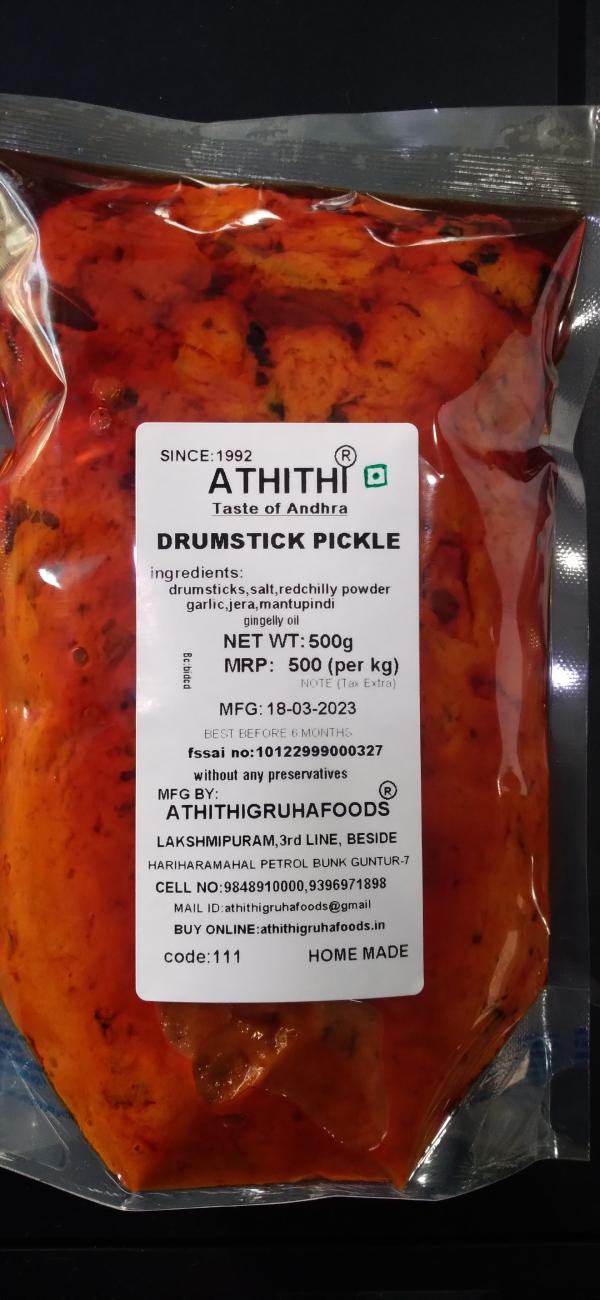 SINCE:1992
ATHITHI ®
Taste of Andhra
DRUMSTICK PICKLE
ingredients:
drumsticks,salt,redchilly powder
garlic,jera,mantupindi
gingelly oil
NET WT: 500g
MRP: 500 (per kg)
NOTE (Tax Extra)
MFG: 18-03-2023
BEST BEFORE 6 MONTHS
fssai no:10122999000327
without any preservatives
MFG BY:
ATHITHIGRUHAFOODS ®
LAKSHMIPURAM,3rd LINE, BESIDE
HARIHARAMAHAL PETROL BUNK GUNTUR-7
CELL NO:9848910000,9396971898
MAIL ID:athithigruhafoods@gmail
BUY ONLINE:athithigruhafoods.in
code:111 HOME MADE